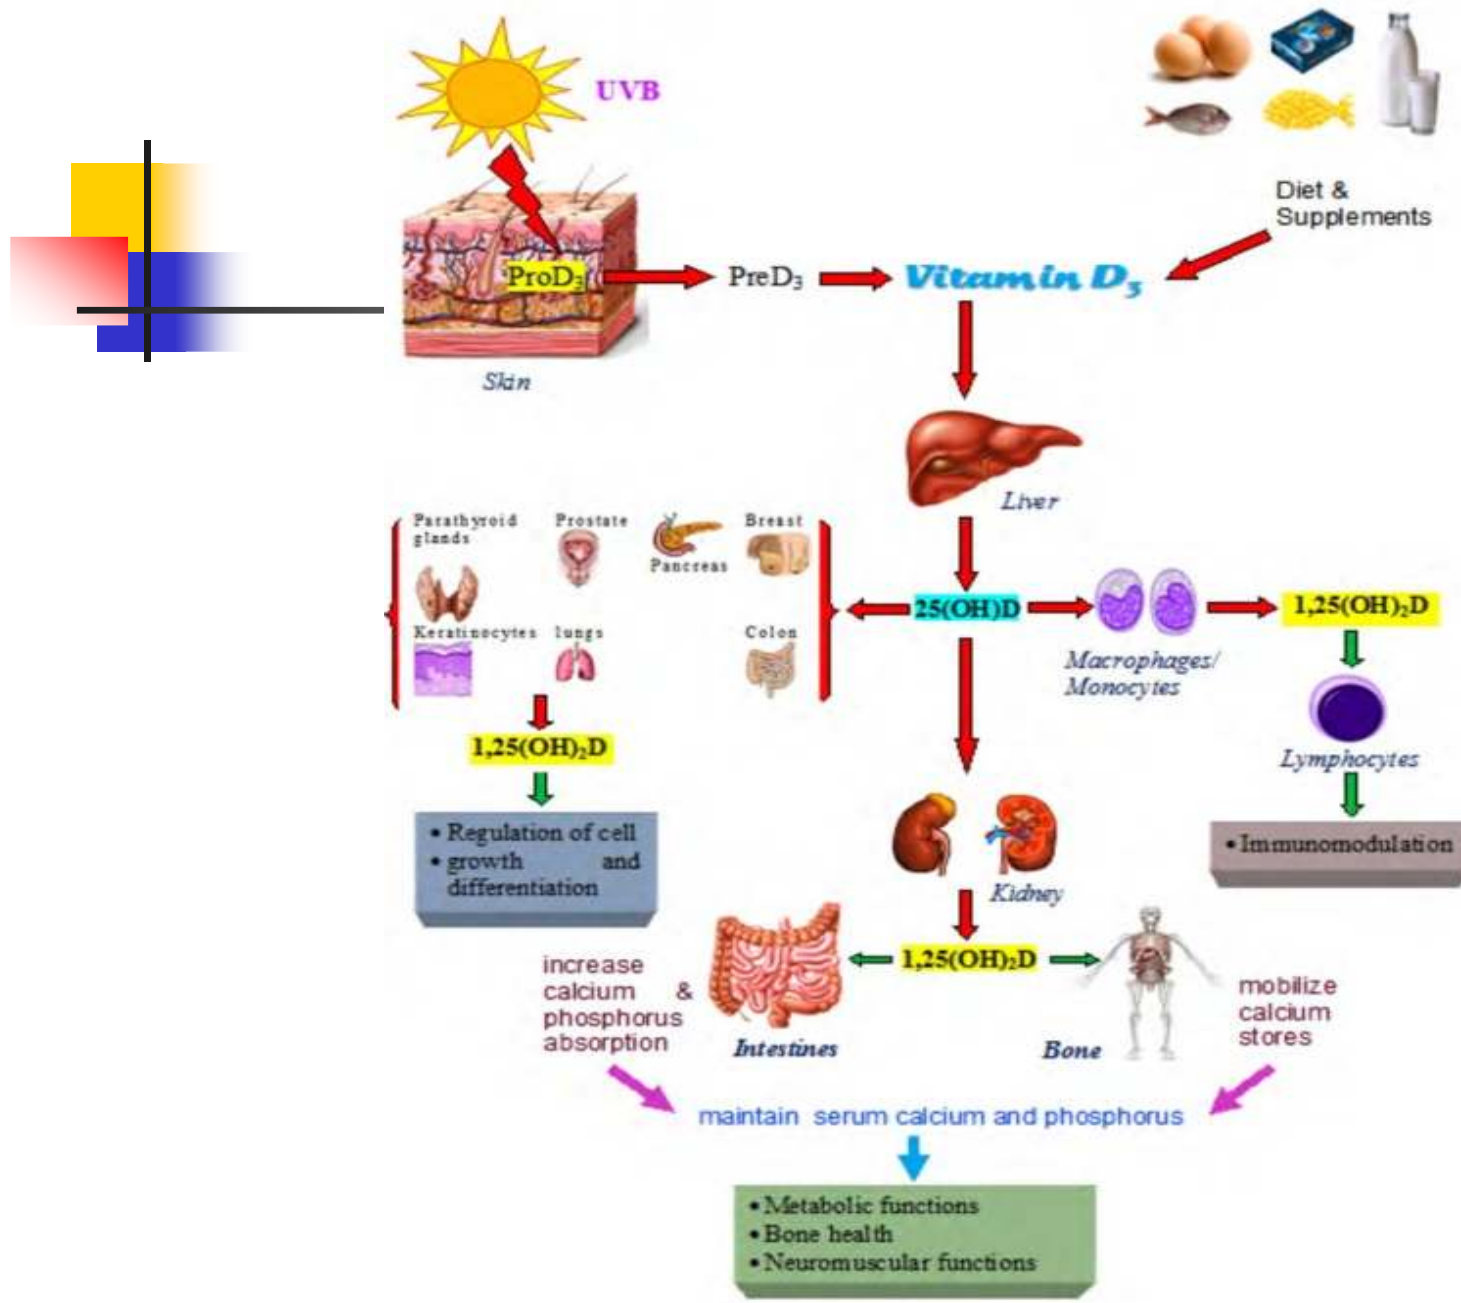 UVB
Diet &
Supplements
ProD₃
PreD₃
Vitamin D₃
Skin
Liver
Parathyroid
glands
Prostate
Pancreas
Breast
Keratinocytes
lungs
Colon
25(OH)D
Macrophages/
Monocytes
1,25(OH)₂D
Lymphocytes
• Immunomodulation
1,25(OH)₂D
• Regulation of cell
• growth and
differentiation
Kidney
1,25(OH)₂D
increase
calcium &
phosphorus
absorption
Intestines
Bone
mobilize
calcium
stores
maintain serum calcium and phosphorus
• Metabolic functions
• Bone health
• Neuromuscular functions